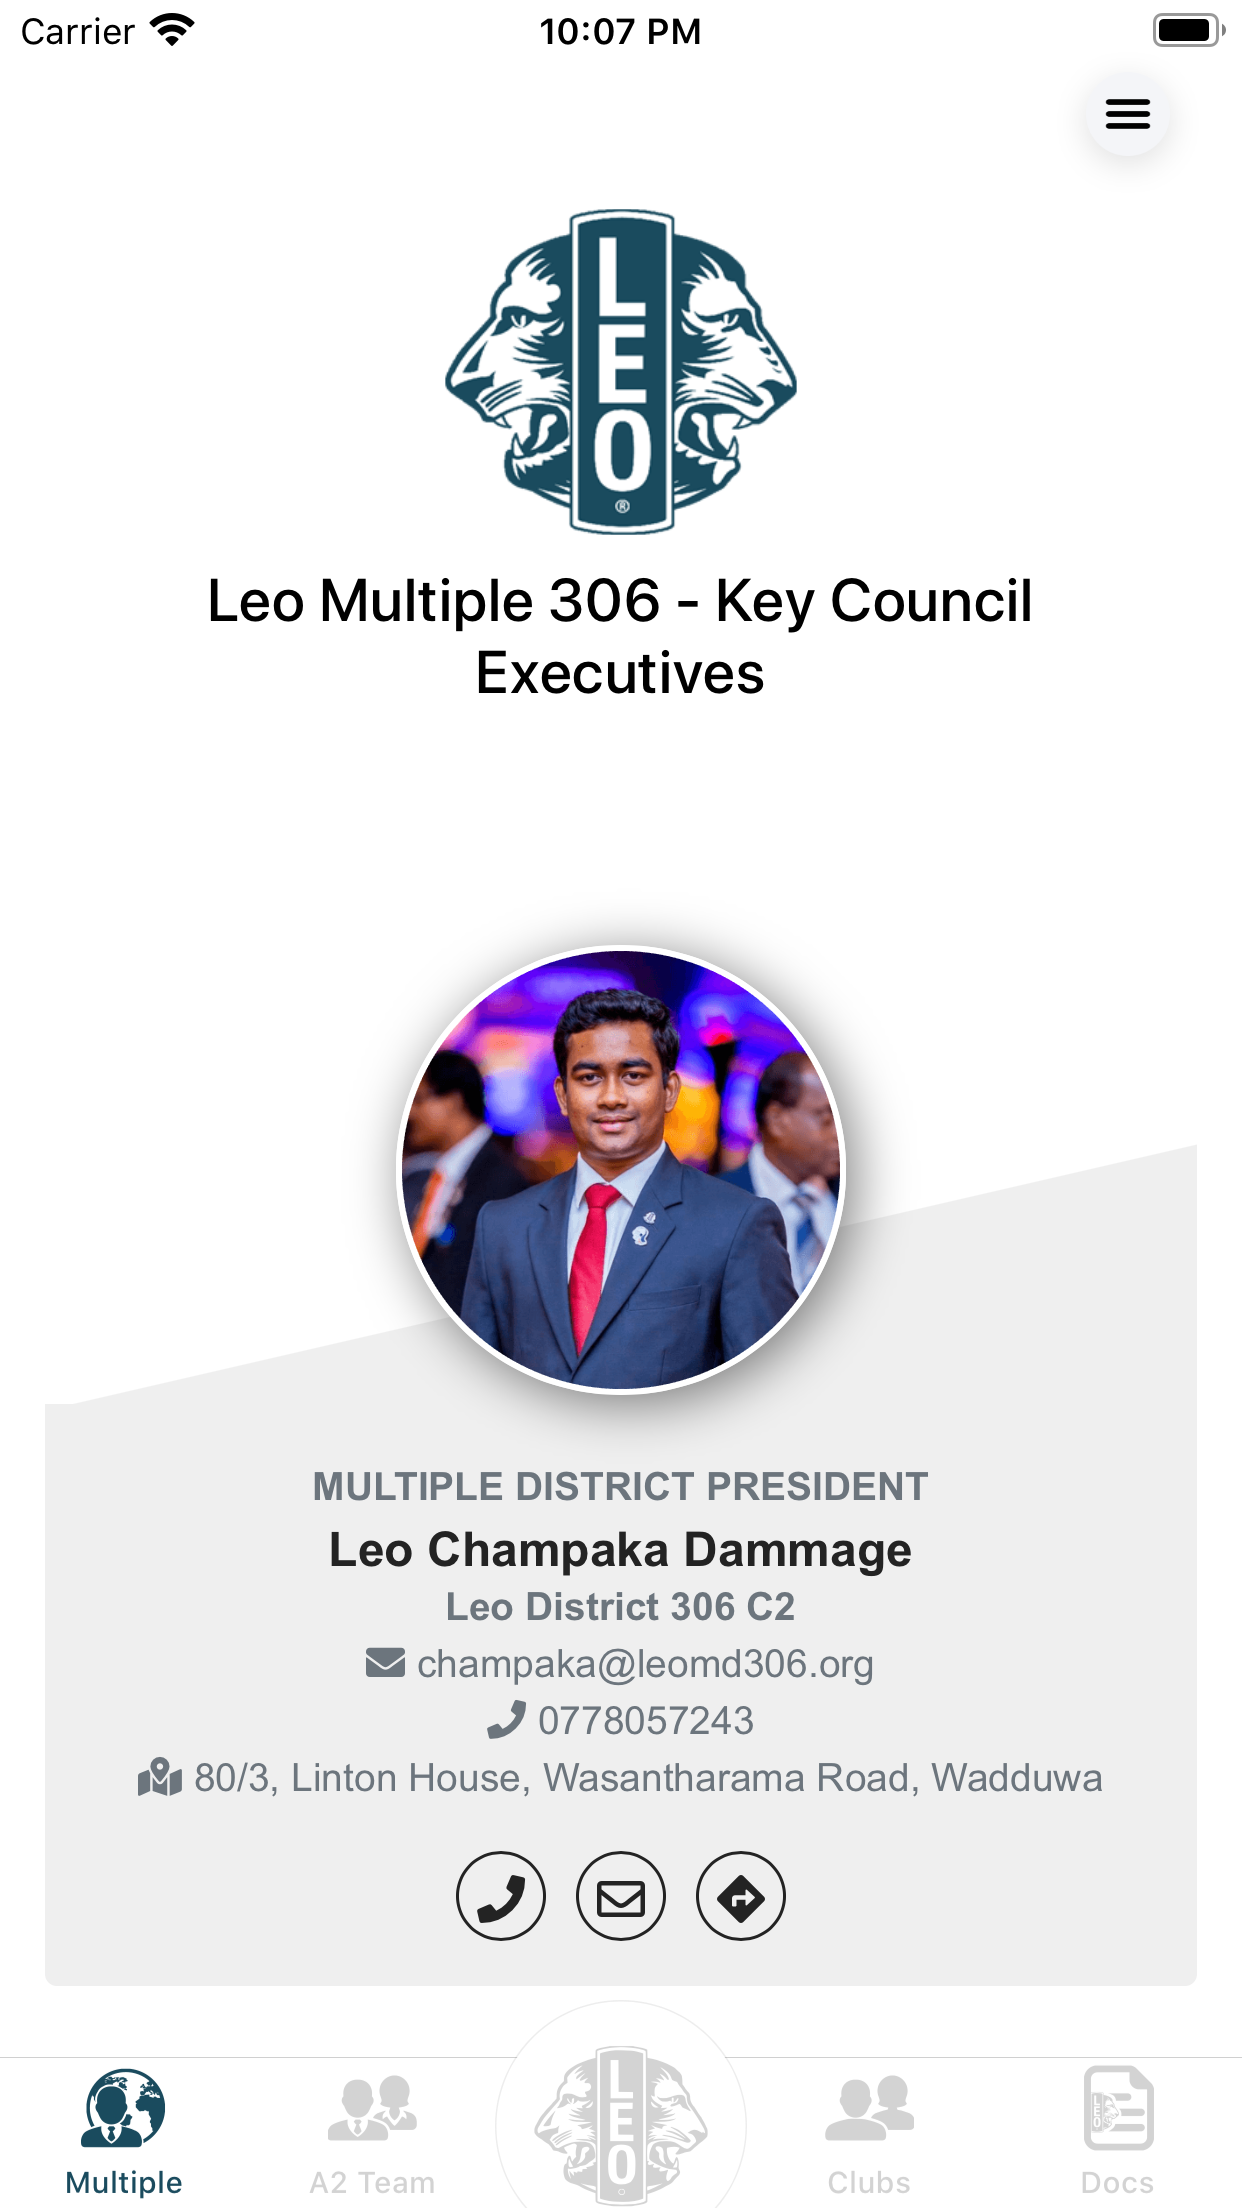 Carrier 10:07 PM
L
E
O
®
Leo Multiple 306 - Key Council
Executives
MULTIPLE DISTRICT PRESIDENT
Leo Champaka Dammage
Leo District 306 C2
champaka@leomd306.org
0778057243
80/3, Linton House, Wasantharama Road, Wadduwa
L
E
O
LEO
Multiple A2 Team Clubs Docs